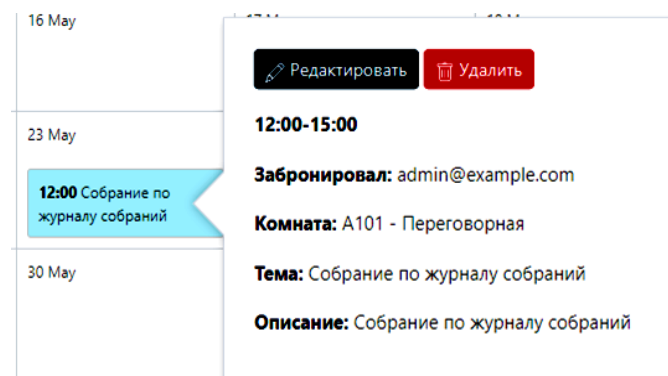 16 May
Редактировать
Удалить
12:00-15:00
23 May
Забронировал: admin@example.com
12:00 Собрание по
журналу собраний
Комната: A101 - Переговорная
30 May
Тема: Собрание по журналу собраний
Описание: Собрание по журналу собраний